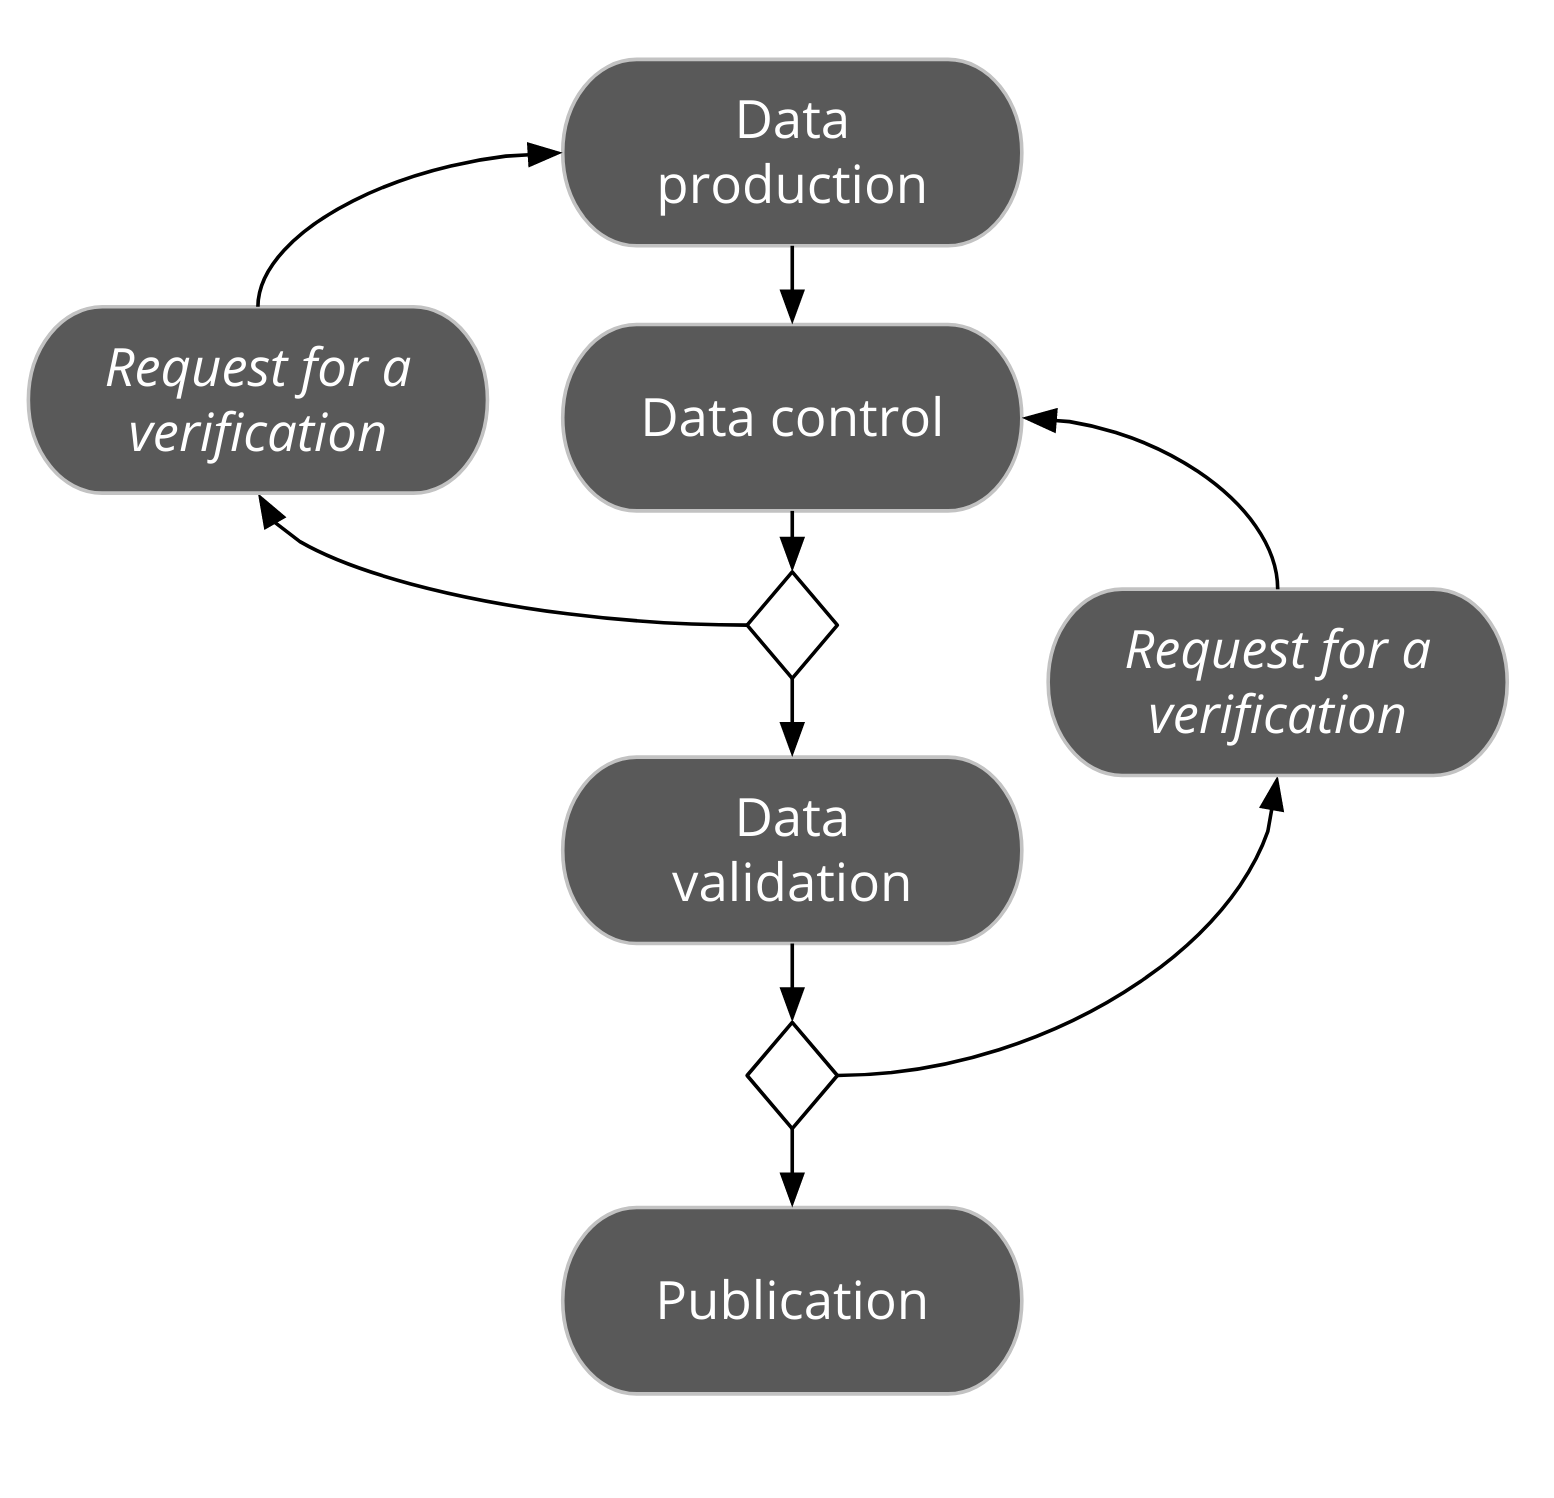 Data
production
Request for a
verification
Data control
Request for a
verification
Data
validation
Publication